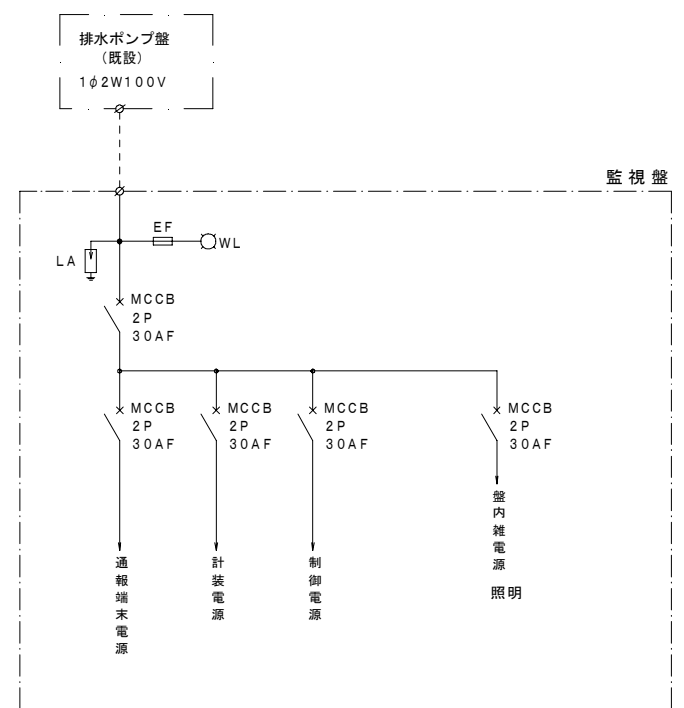 排水ポンプ盤
（既設）
1φ2W100V
監視盤
EF
WL
LA
MCCB
2P
30AF
MCCB
2P
30AF
MCCB
2P
30AF
MCCB
2P
30AF
MCCB
2P
30AF
通報端末電源
計装電源
制御電源
盤内雑電源
照明